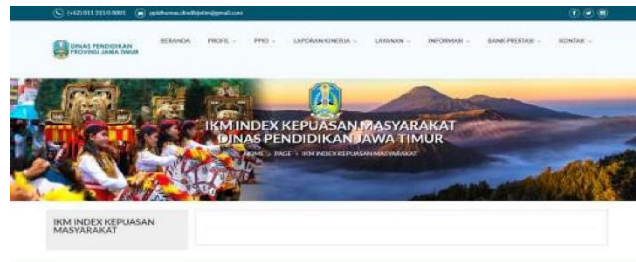 DINAS PENDIDIKAN
PROVINSI JAWA TIMUR
BERANDA PROFIL PPID LAPORAN KINERJA LAYANAN INFORMASI BANK PRESTASI KONTAK
IKM INDEX KEPUASAN MASYARAKAT
DINAS PENDIDIKAN JAWA TIMUR
HOME PAGE IKM INDEX KEPUASAN MASYARAKAT
IKM INDEX KEPUASAN
MASYARAKAT